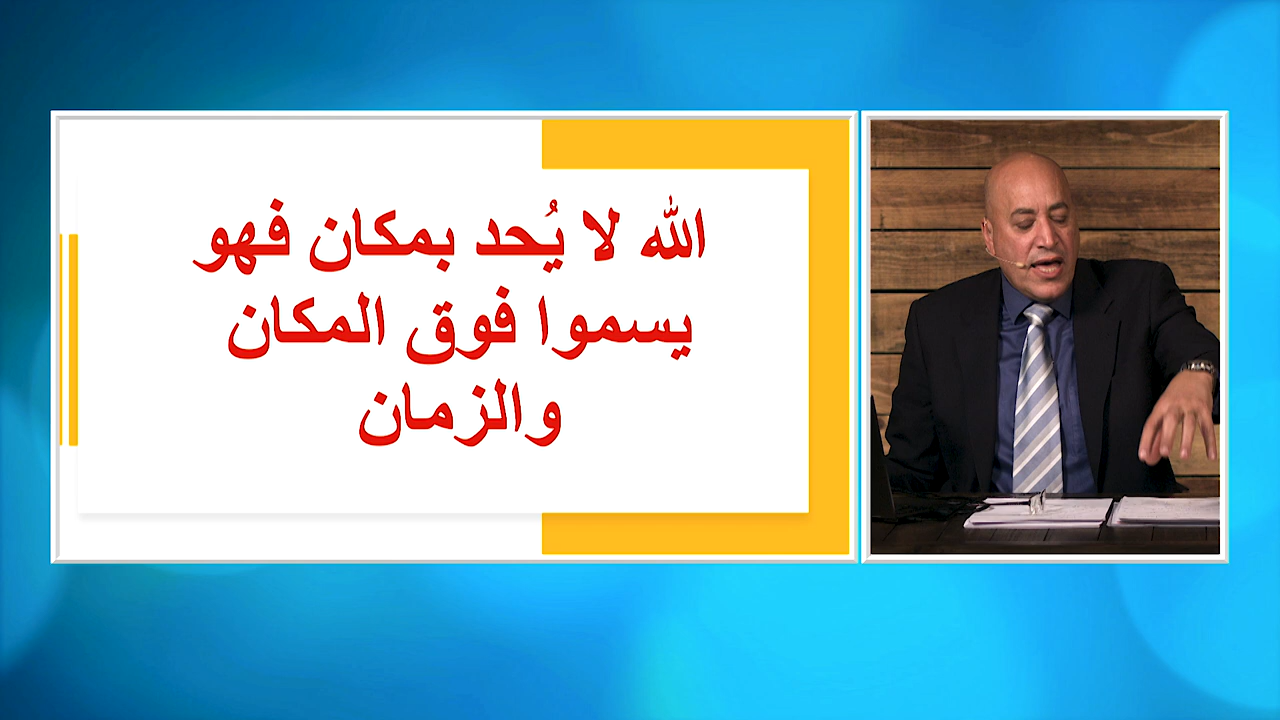 الله لا يُحد بمكان فهو
يسموا فوق المكان
والزمان